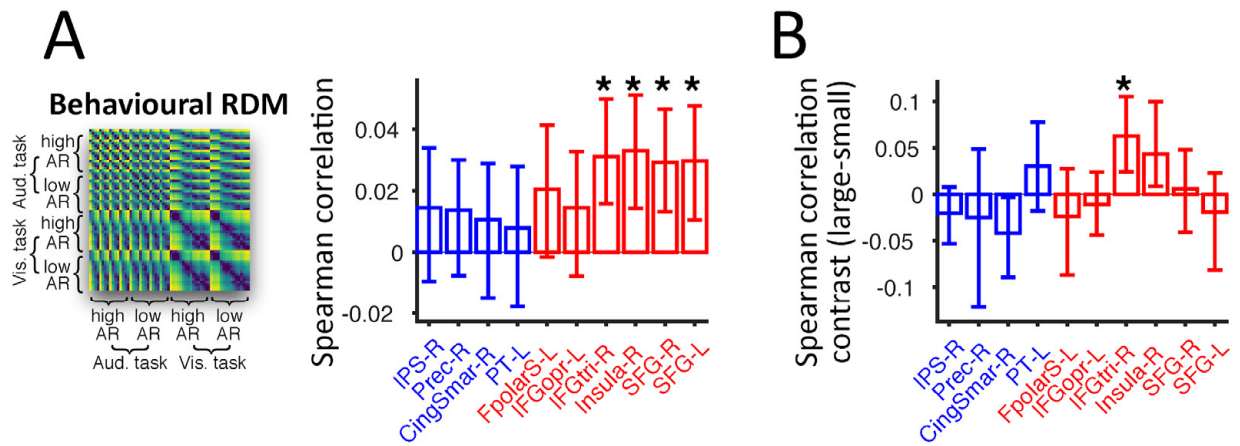 A
B
Behavioural RDM
Aud. task
Vis. task
high
AR
low
AR
high
AR
low
AR
high
AR
low
AR
high
AR
low
AR
Aud. task
Vis. task
Spearman correlation
0.04
0.02
0
-0.02
* * * *
IPS-R
Prec-R
CingSmar-R
PT-L
FpolarS-L
IFGopr-L
IFGtri-R
Insula-R
SFG-R
SFG-L
Spearman correlation
contrast (large-small)
0.1
0.05
0
-0.05
-0.1
*
IPS-R
Prec-R
CingSmar-R
PT-L
FpolarS-L
IFGopr-L
IFGtri-R
Insula-R
SFG-R
SFG-L